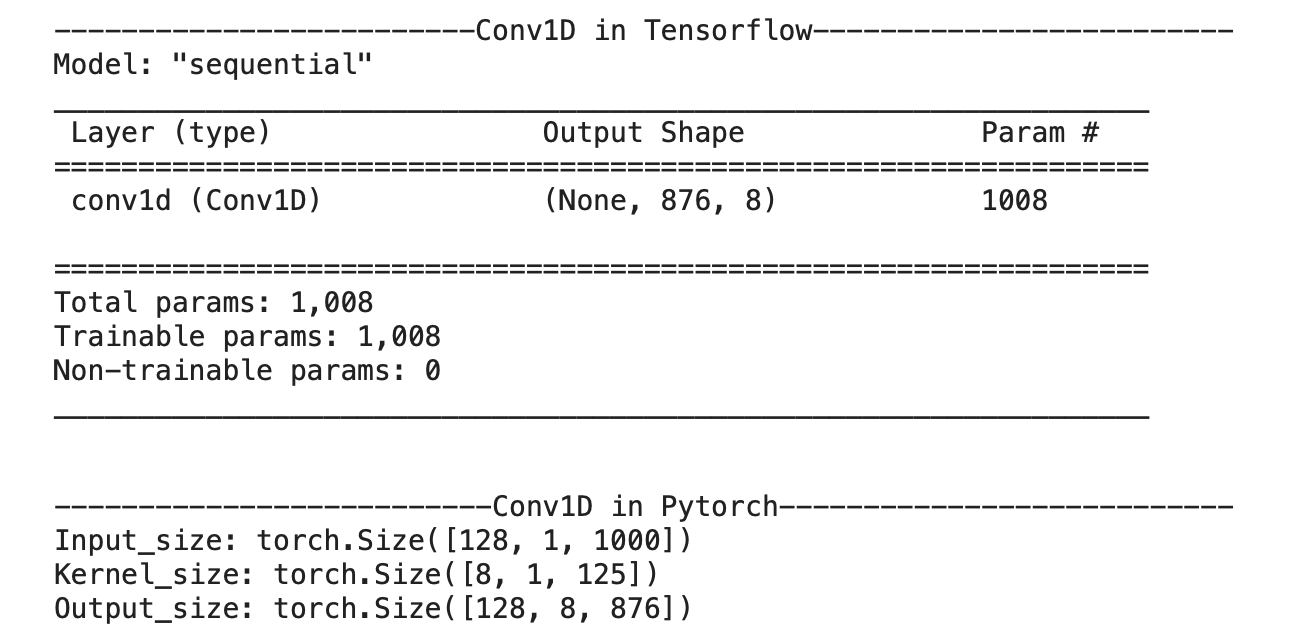 -------------------------Conv1D in Tensorflow-------------------------
Model: "sequential"
_________________________________________________________________
Layer (type)                Output Shape              Param #
=================================================================
conv1d (Conv1D)             (None, 876, 8)            1008
=================================================================
Total params: 1,008
Trainable params: 1,008
Non-trainable params: 0
_________________________________________________________________
--------------------------Conv1D in Pytorch---------------------------
Input_size: torch.Size([128, 1, 1000])
Kernel_size: torch.Size([8, 1, 125])
Output_size: torch.Size([128, 8, 876])